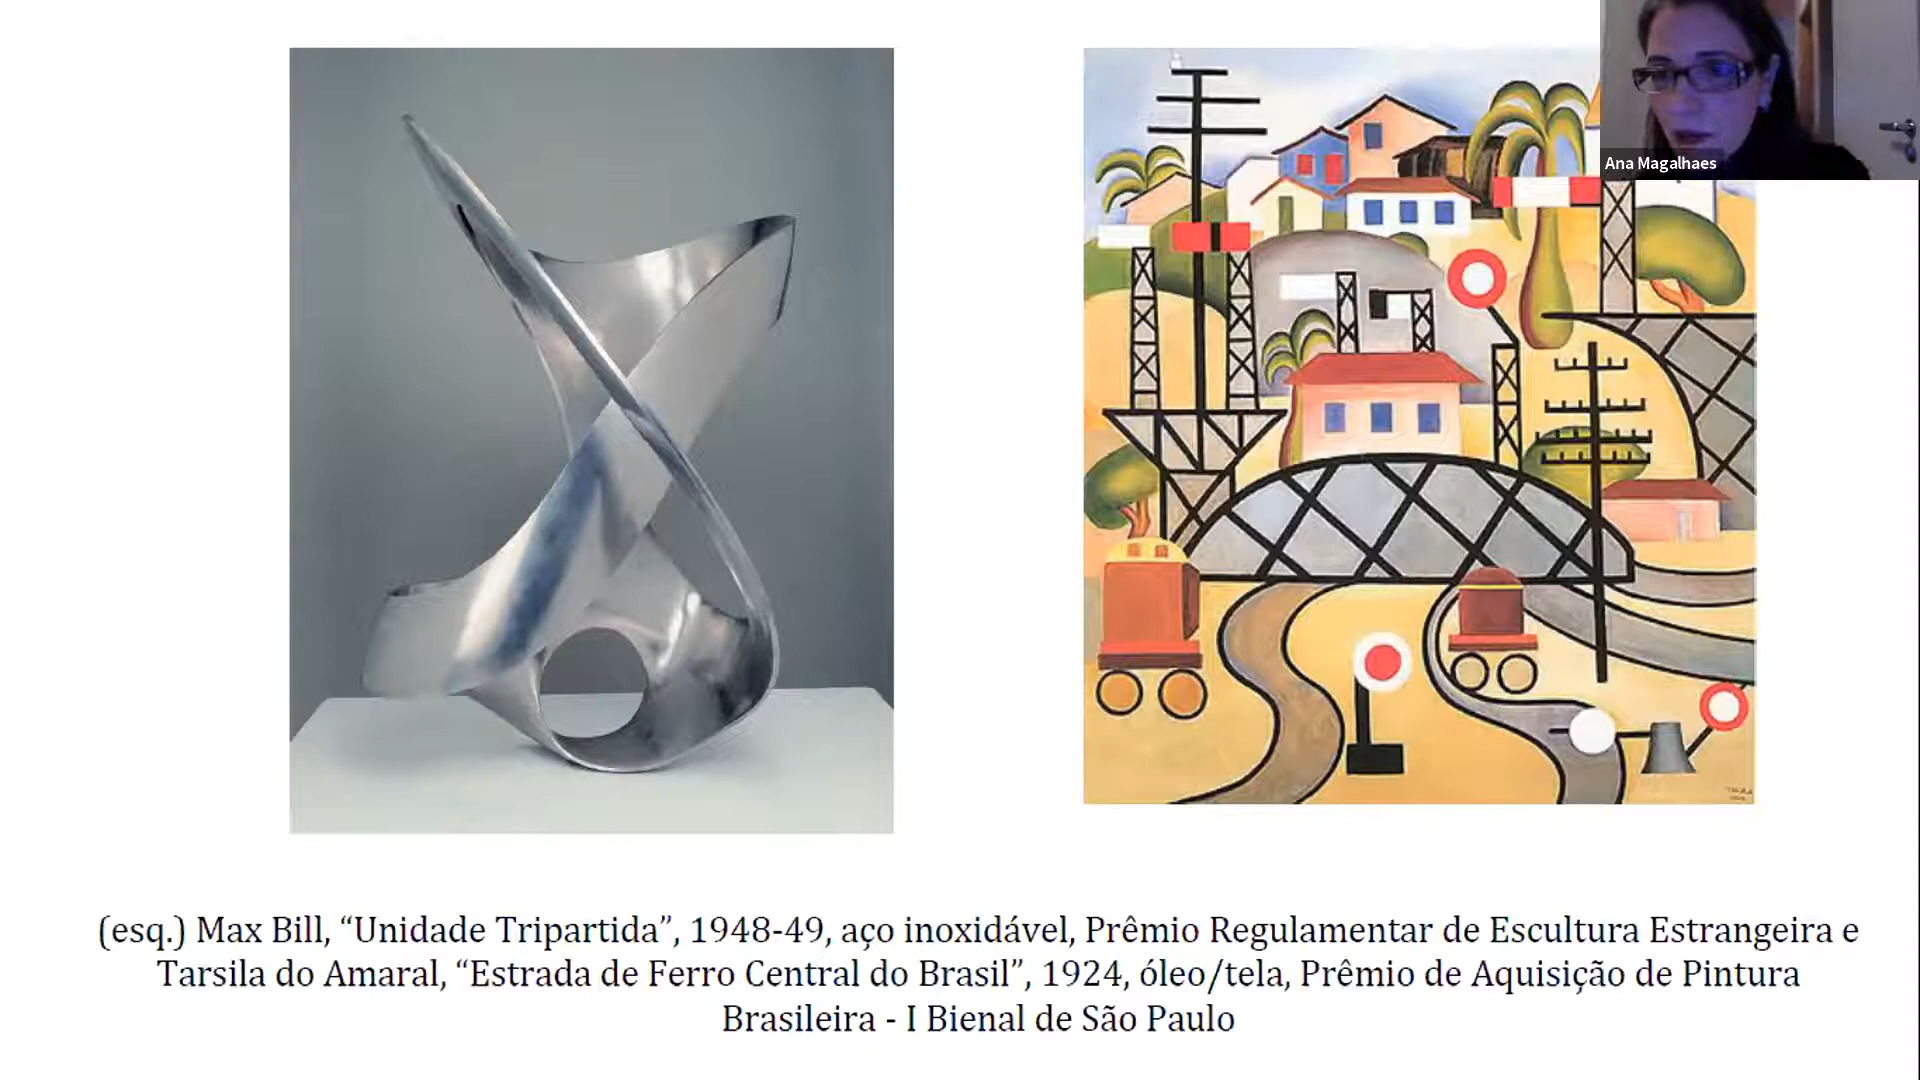 Ana Magalhaes
(esq.) Max Bill, “Unidade Tripartida”, 1948-49, aço inoxidável, Prêmio Regulamentar de Escultura Estrangeira e
Tarsila do Amaral, “Estrada de Ferro Central do Brasil”, 1924, óleo/tela, Prêmio de Aquisição de Pintura
Brasileira - I Bienal de São Paulo